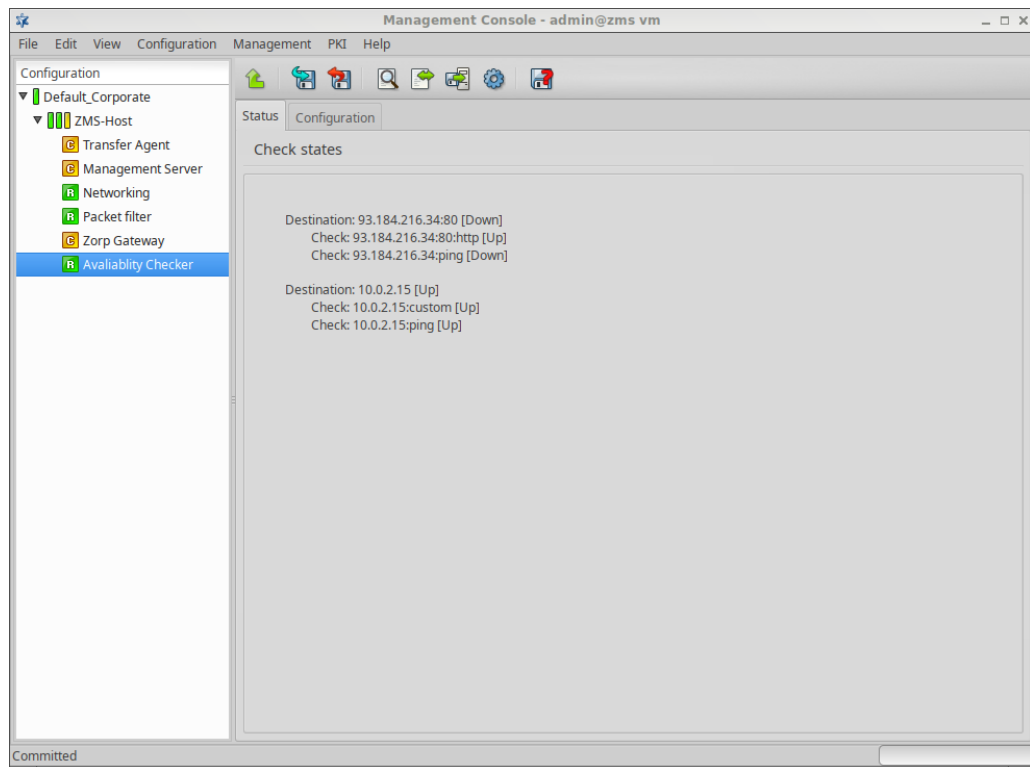 Management Console - admin@zms vm
File Edit View Configuration Management PKI Help
Configuration
Default_Corporate
ZMS-Host
C Transfer Agent
C Management Server
R Networking
R Packet filter
C Zorp Gateway
R Avaliablity Checker
Status Configuration
Check states
Destination: 93.184.216.34:80 [Down]
Check: 93.184.216.34:80:http [Up]
Check: 93.184.216.34:ping [Down]
Destination: 10.0.2.15 [Up]
Check: 10.0.2.15:custom [Up]
Check: 10.0.2.15:ping [Up]
Committed